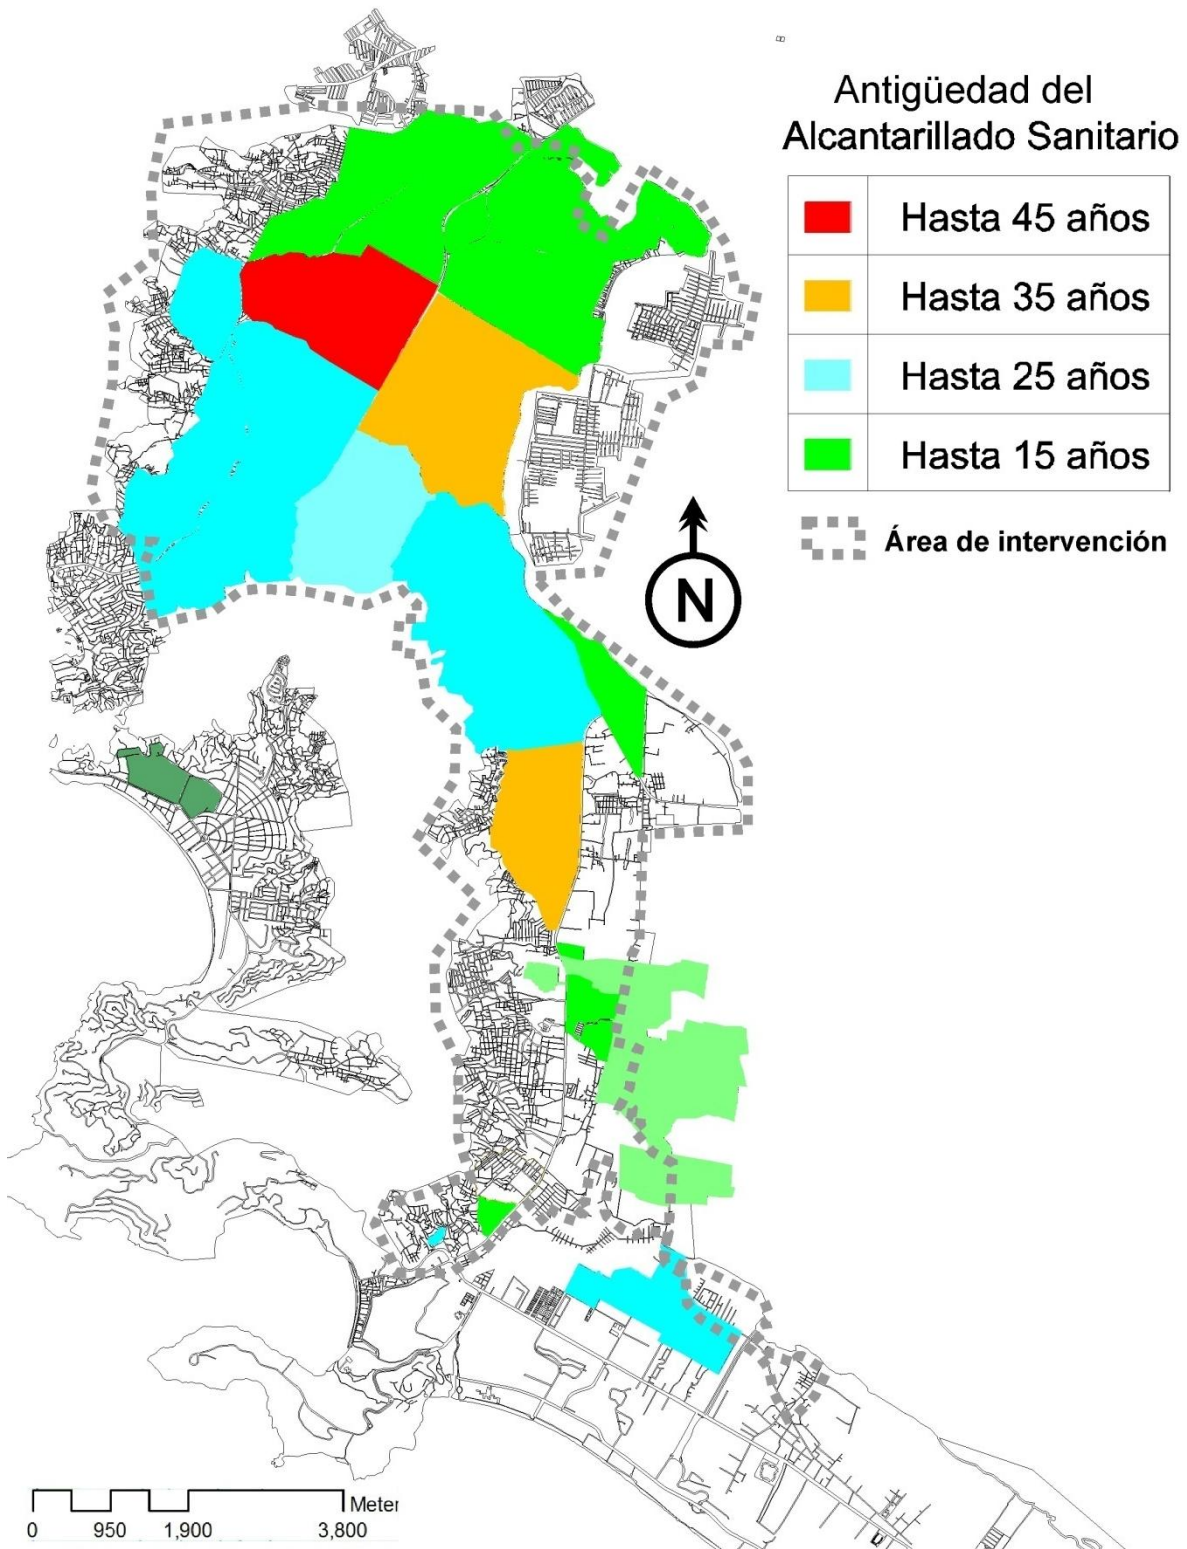 Antigüedad del
Alcantarillado Sanitario
Hasta 45 años
Hasta 35 años
Hasta 25 años
Hasta 15 años
Área de intervención
N
Meter
0 950 1,900 3,800